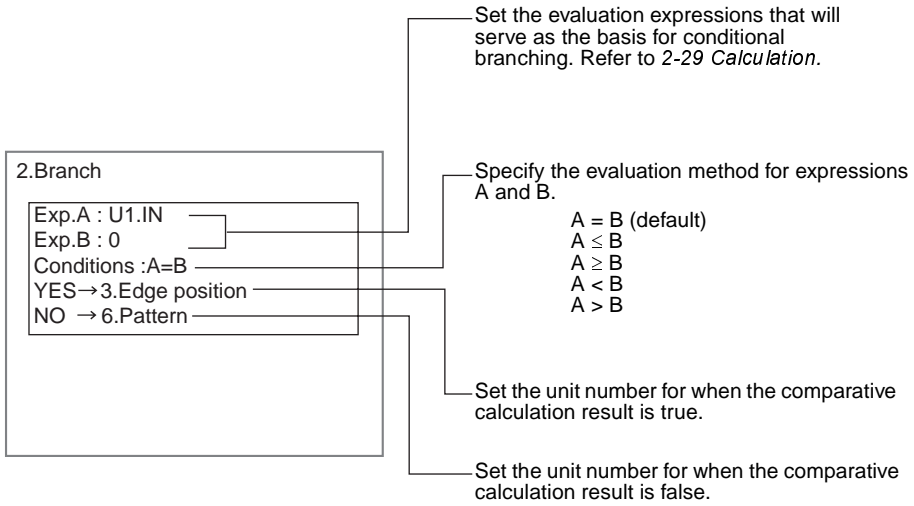 Set the evaluation expressions that will
serve as the basis for conditional
branching. Refer to 2-29 Calculation.
2.Branch
Exp.A : U1.IN
Exp.B : 0
Conditions :A=B
YES→3.Edge position
NO →6.Pattern
Specify the evaluation method for expressions
A and B.
A = B (default)
A ≤ B
A ≥ B
A < B
A > B
Set the unit number for when the comparative
calculation result is true.
Set the unit number for when the comparative
calculation result is false.